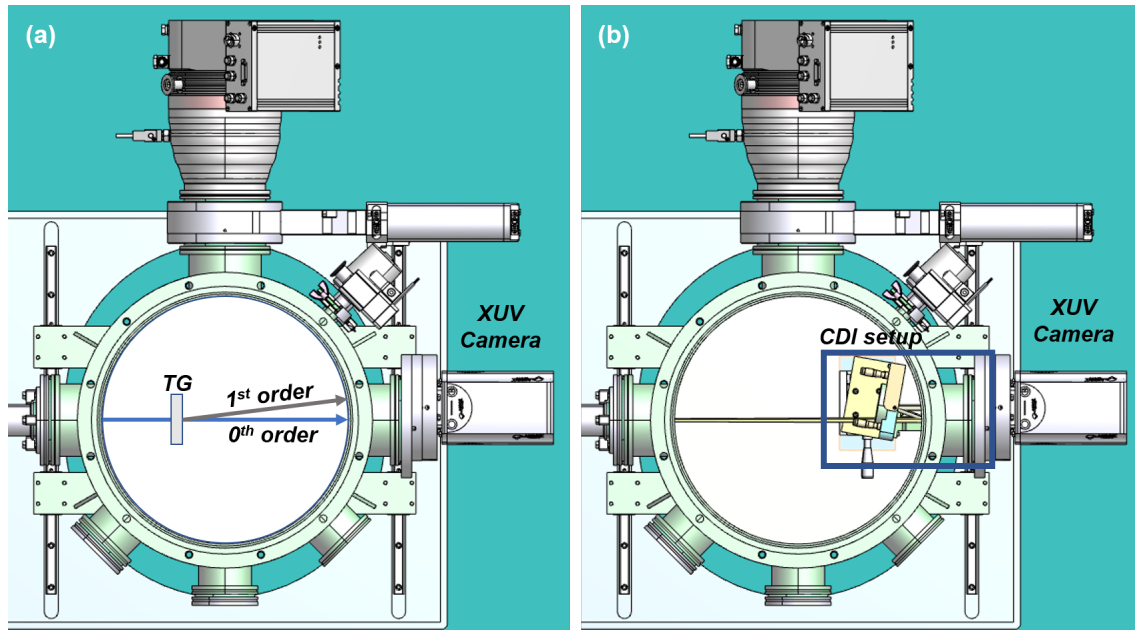 (a)
XUV
Camera
TG
1st order
0th order
(b)
XUV
Camera
CDI setup